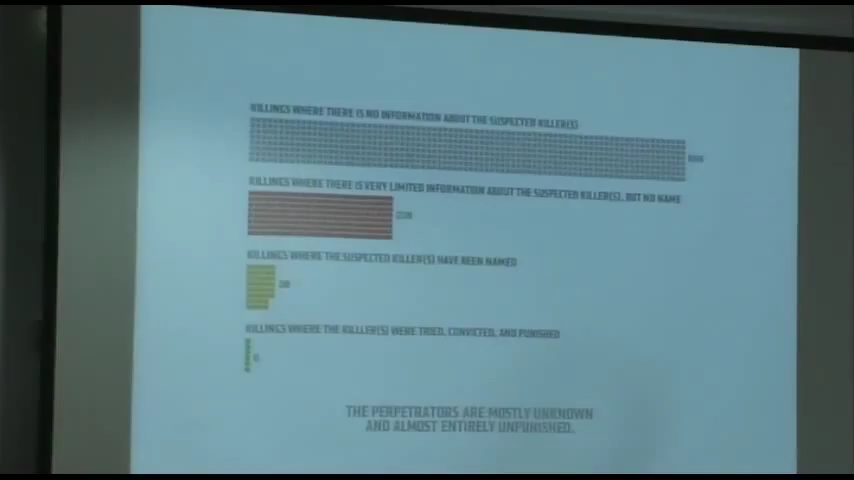 KILLINGS WHERE THERE IS NO INFORMATION ABOUT THE SUSPECTED KILLER(S)
KILLINGS WHERE THERE IS VERY LIMITED INFORMATION ABOUT THE SUSPECTED KILLER(S), BUT NO NAME
KILLINGS WHERE THE SUSPECTED KILLER(S) HAVE BEEN NAMED
KILLINGS WHERE THE KILLLER(S) WERE TRIED, CONVICTED, AND PUNISHED
THE PERPETRATORS ARE MOSTLY UNKNOWN
AND ALMOST ENTIRELY UNPUNISHED.